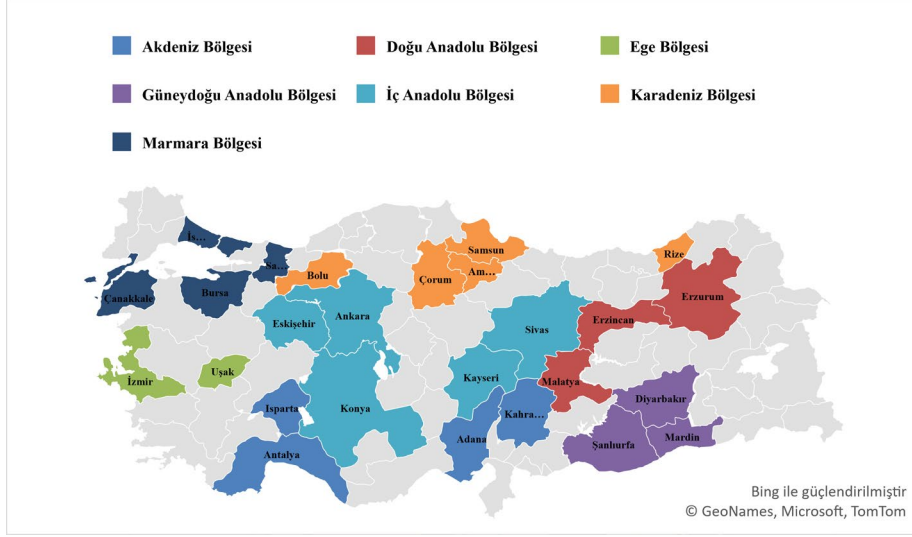 Akdeniz Bölgesi
Doğu Anadolu Bölgesi
Ege Bölgesi
Güneydoğu Anadolu Bölgesi
İç Anadolu Bölgesi
Karadeniz Bölgesi
Marmara Bölgesi
İs...
Sa...
Bolu
Samsun
Am...
Çorum
Rize
Çanakkale
Bursa
Eskişehir
Ankara
Sivas
Erzincan
Erzurum
İzmir
Uşak
Isparta
Konya
Kayseri
Malatya
Diyarbakır
Antalya
Adana
Kahra...
Şanlıurfa
Mardin
Bing ile güçlendirilmiştir
© GeoNames, Microsoft, TomTom